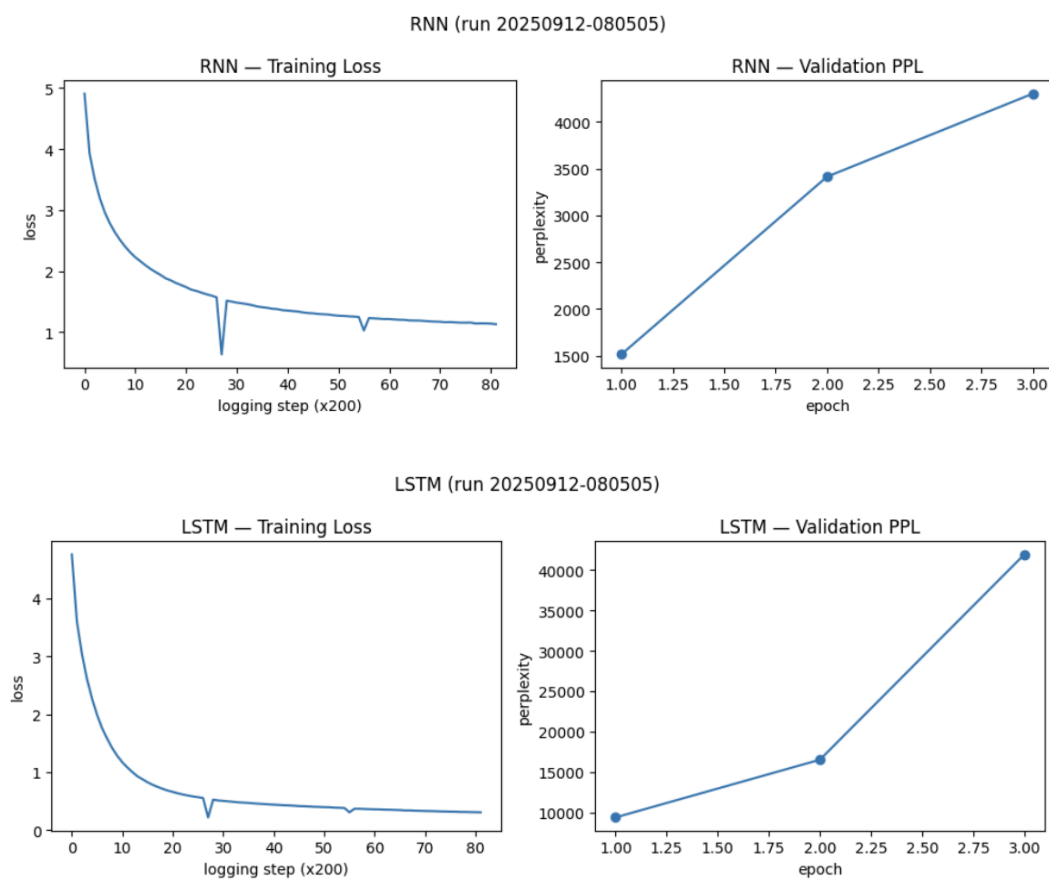 RNN (run 20250912-080505)
RNN — Training Loss
5
4
3
2
1
loss
0 10 20 30 40 50 60 70 80
logging step (x200)
RNN — Validation PPL
4000
3500
3000
2500
2000
1500
perplexity
1.00 1.25 1.50 1.75 2.00 2.25 2.50 2.75 3.00
epoch
LSTM (run 20250912-080505)
LSTM — Training Loss
4
3
2
1
0
loss
0 10 20 30 40 50 60 70 80
logging step (x200)
LSTM — Validation PPL
40000
35000
30000
25000
20000
15000
10000
perplexity
1.00 1.25 1.50 1.75 2.00 2.25 2.50 2.75 3.00
epoch